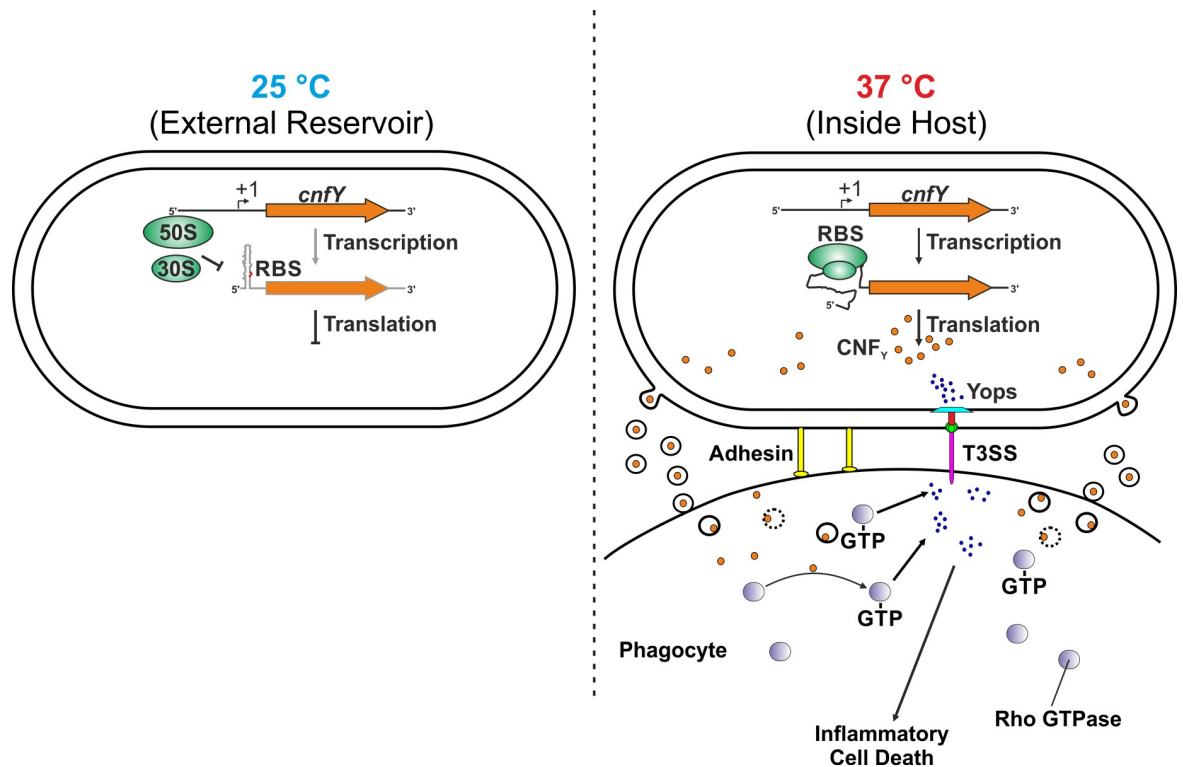 25 °C
(External Reservoir)
+1
cnfY
5'
3'
50S
Transcription
30S
RBS
5'
3'
Translation
37 °C
(Inside Host)
+1
cnfY
5'
3'
RBS
Transcription
3'
5'
Translation
CNFY
Yops
Adhesin
T3SS
GTP
GTP
GTP
Phagocyte
Rho GTPase
Inflammatory
Cell Death